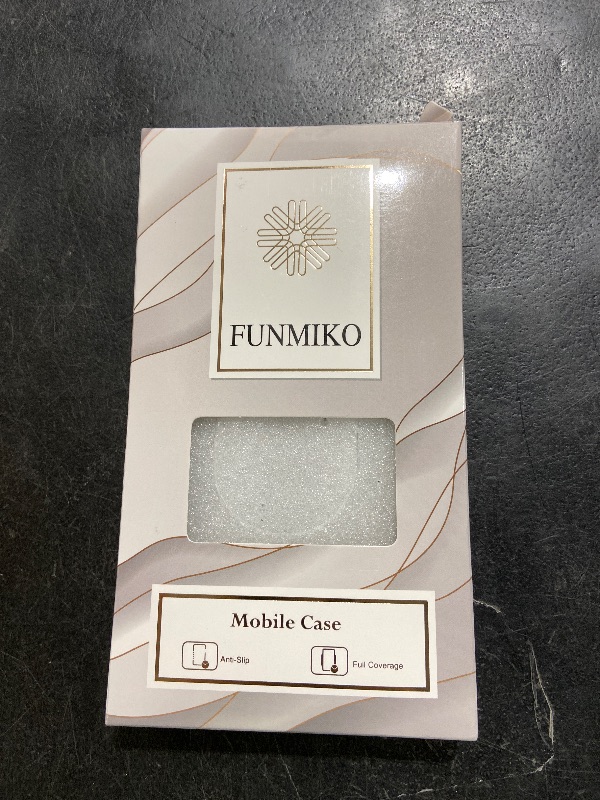 FUNMIKO
Mobile Case
Anti-Slip
Full Coverage